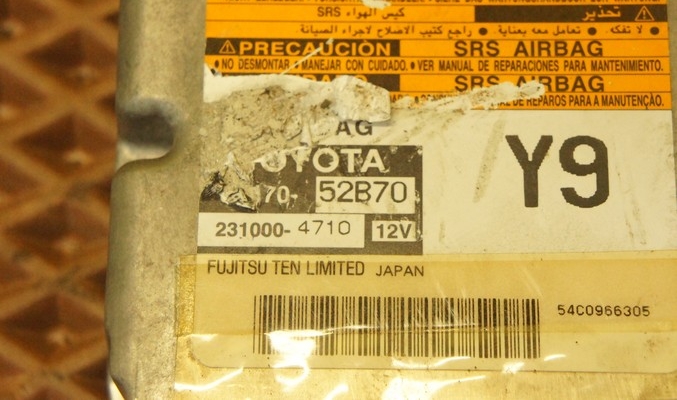 SRS كيس الهواء
⚠ تحذير
• لا تفكه. • تعامل معه بعناية. • راجع كتيب الاصلاح لاجراء الصيانة.
⚠PRECAUCION SRS AIRBAG
•NO DESMONTAR •MANEJAR CON CUIDADO. •VER MANUAL DE REPARACIONES PARA MANTENIMIENTO.
SRS AIRBAG
DE REPAROS PARA A MANUTENÇÃO.
AG
TOYOTA
Y9
70- 52B70
231000- 4710 12V
FUJITSU TEN LIMITED JAPAN
54C0966305